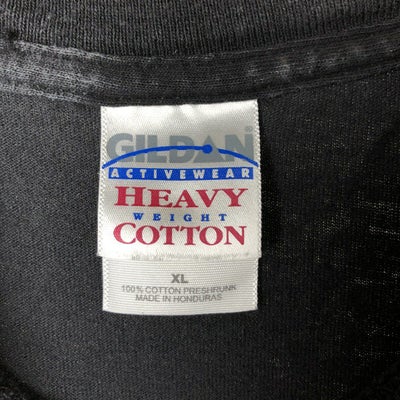 GILDAN
ACTIVEWEAR
HEAVY
WEIGHT
COTTON
XL
100% COTTON PRESHRUNK
MADE IN HONDURAS